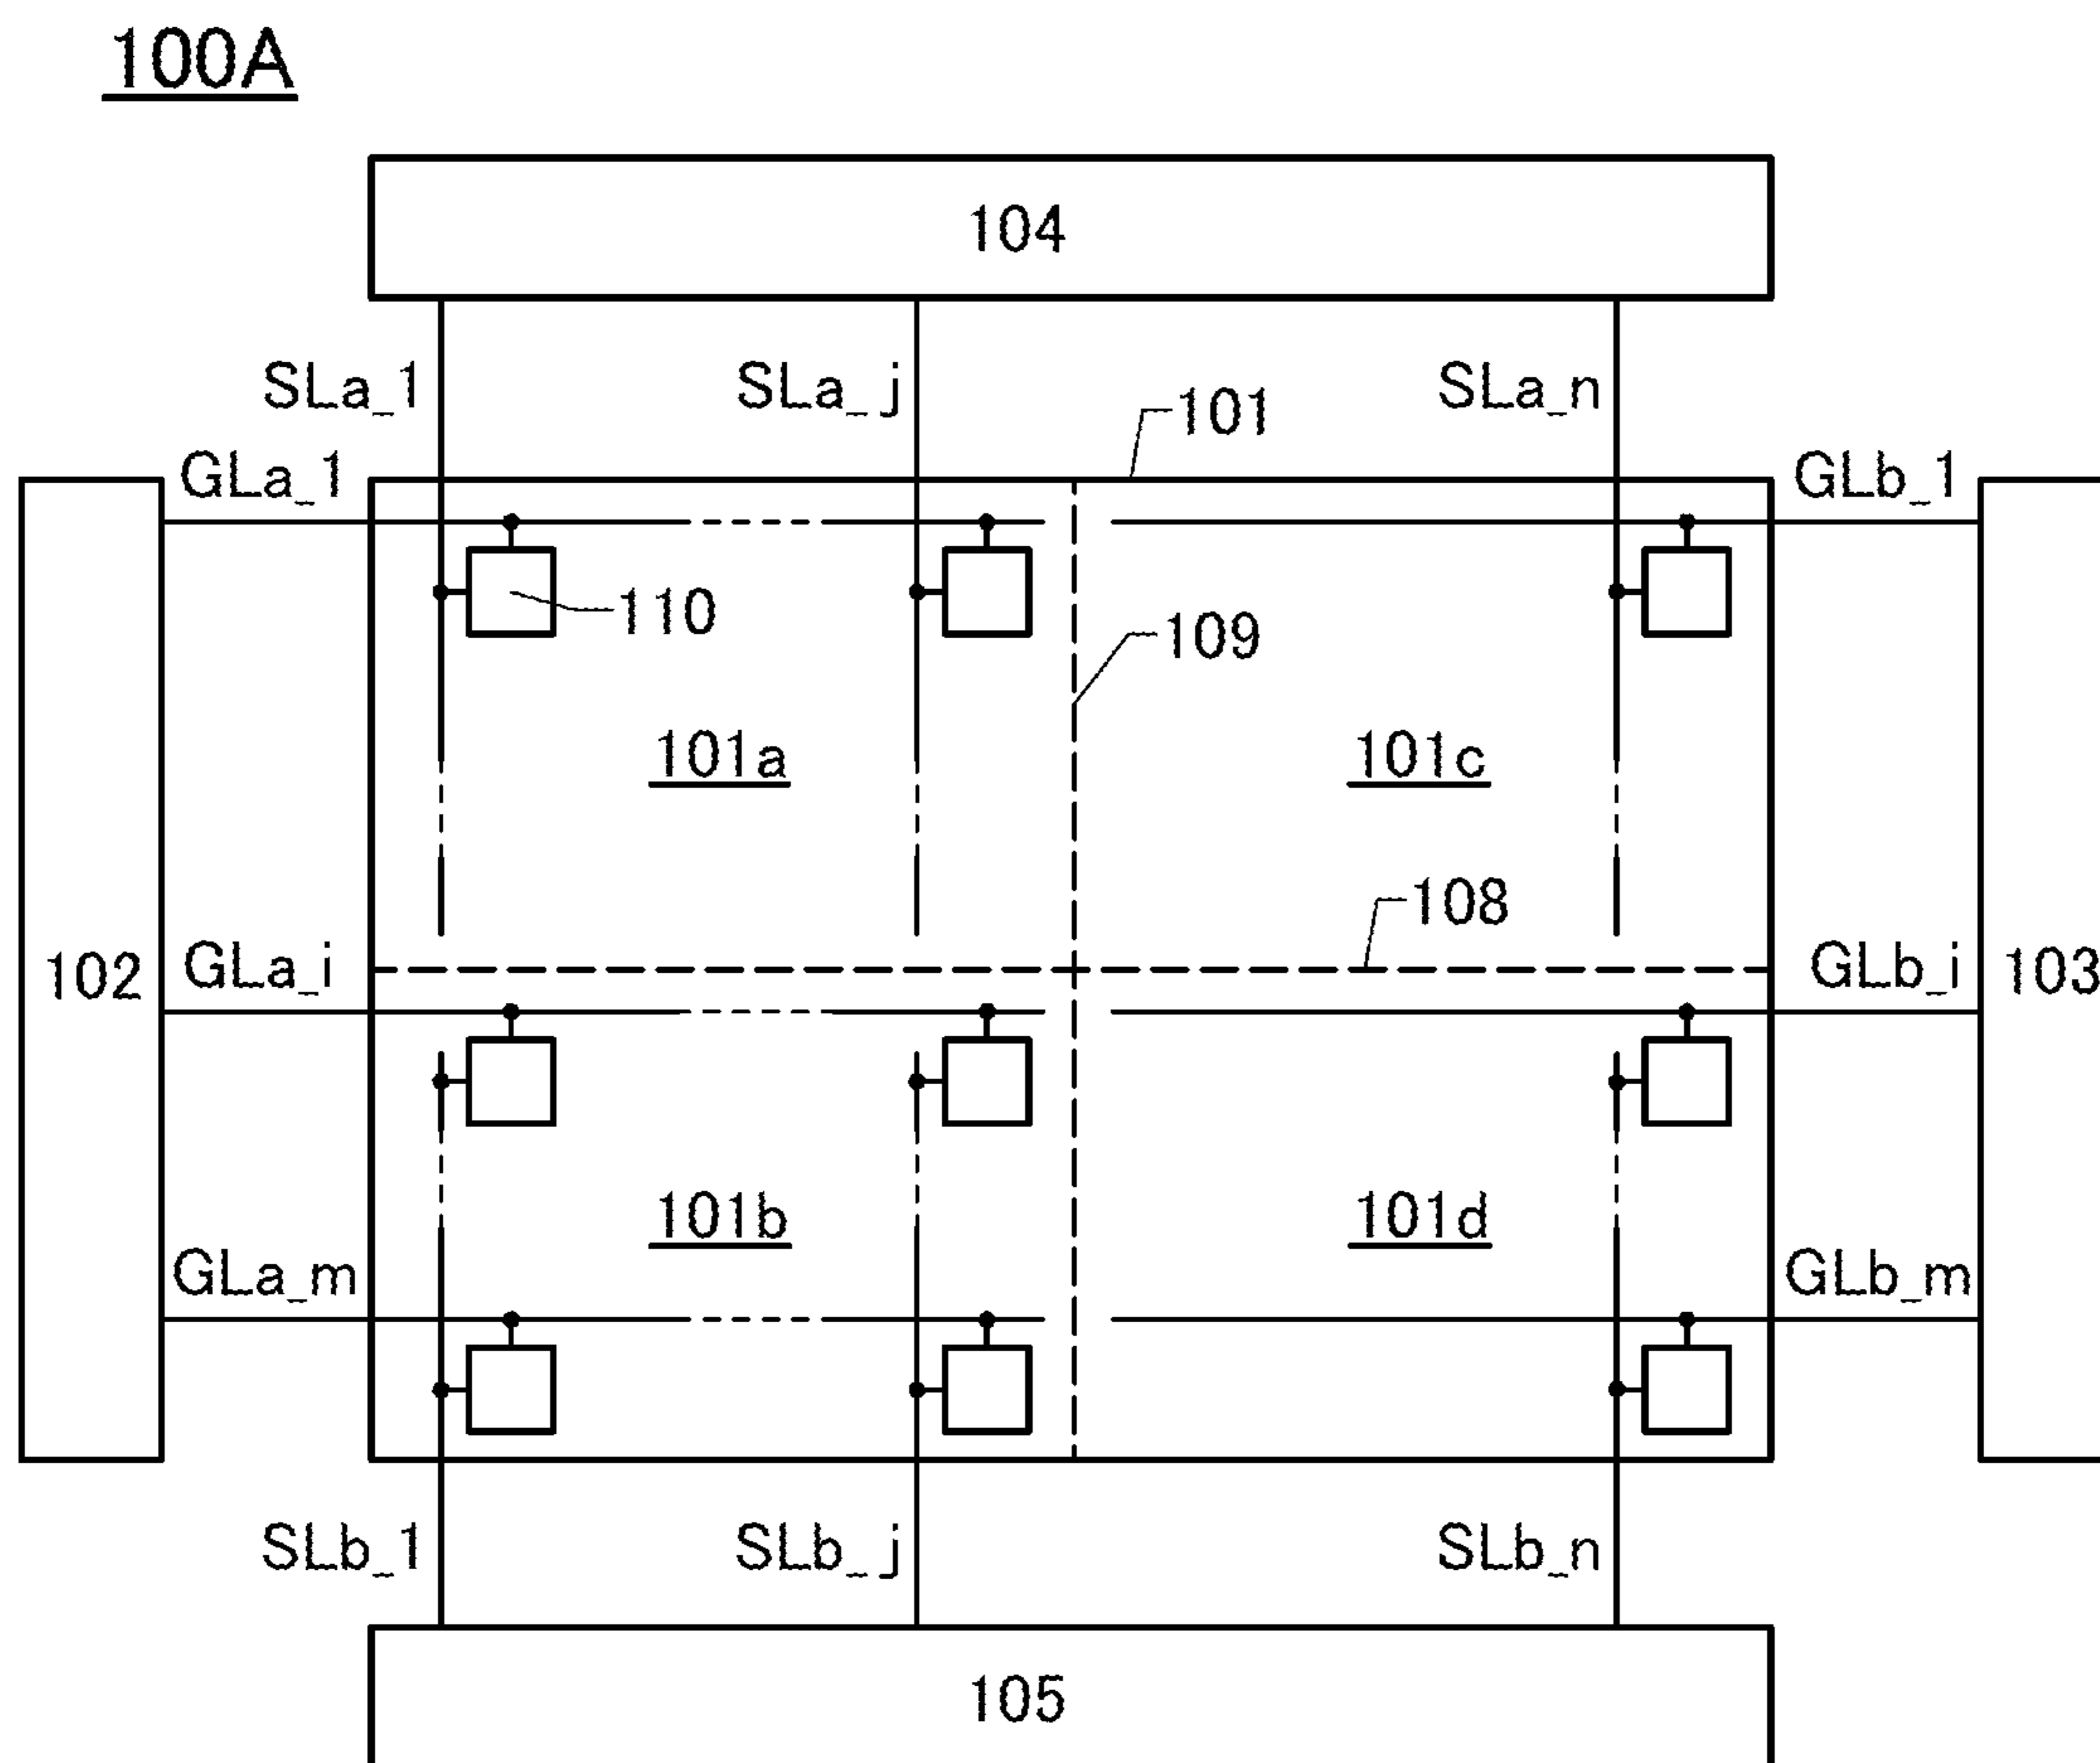 100A
104
SLa_1 SLa_j SLa_n
101
GLa_1 GLb_1
110
109
101a 101c
108
102 GLa_i GLb_i 103
101b 101d
GLa_m GLb_m
SLb_1 SLb_j SLb_n
105